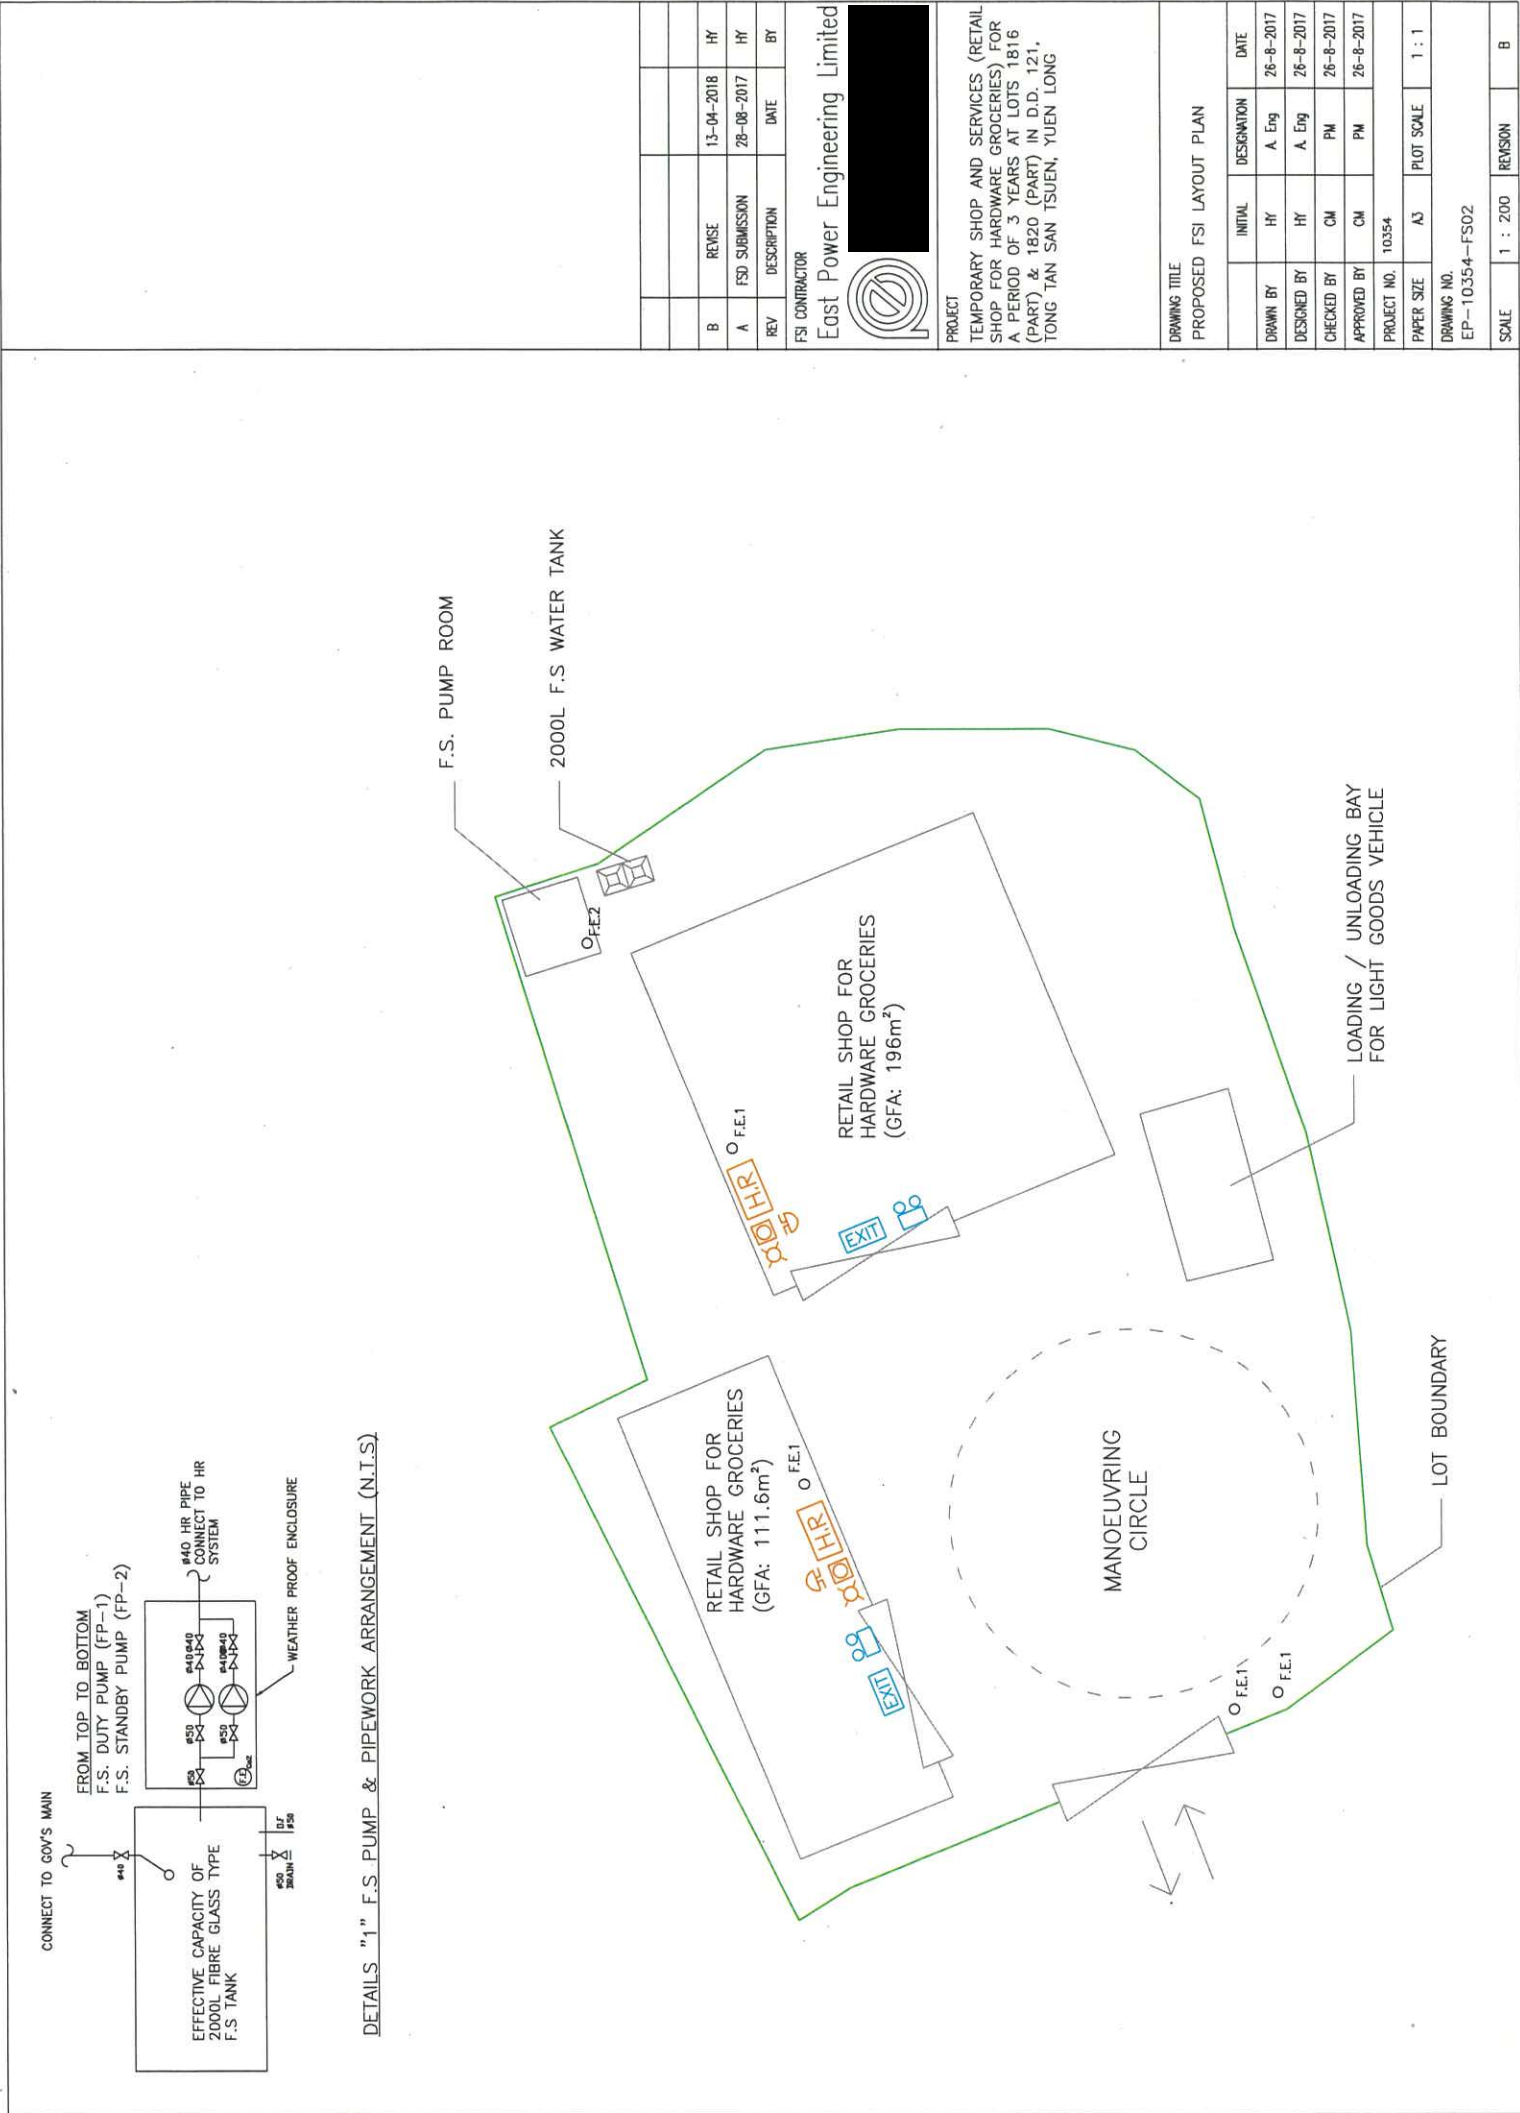 CONNECT TO GOV'S MAIN
FROM TOP TO BOTTOM
F.S. DUTY PUMP (FP-1)
F.S. STANDBY PUMP (FP-2)
ø40
EFFECTIVE CAPACITY OF
2000L FIBRE GLASS TYPE
F.S TANK
ø50
DRAIN
ø50
ø50
ø50
ø50
ø40
ø40
ø40 HR PIPE
CONNECT TO HR
SYSTEM
WEATHER PROOF ENCLOSURE
DETAILS "1" F.S PUMP & PIPEWORK ARRANGEMENT (N.T.S)
F.S. PUMP ROOM
2000L F.S WATER TANK
F.E.2
RETAIL SHOP FOR
HARDWARE GROCERIES
(GFA: 111.6m²)
F.E.1
H.R
EXIT
RETAIL SHOP FOR
HARDWARE GROCERIES
(GFA: 196m²)
F.E.1
H.R
EXIT
MANOEUVRING
CIRCLE
F.E.1
F.E.1
LOADING / UNLOADING BAY
FOR LIGHT GOODS VEHICLE
LOT BOUNDARY
B REVISE 13-04-2018 HY
A FSD SUBMISSION 28-08-2017 HY
REV DESCRIPTION DATE BY
FSI CONTRACTOR
East Power Engineering Limited
PROJECT
TEMPORARY SHOP AND SERVICES (RETAIL
SHOP FOR HARDWARE GROCERIES) FOR
A PERIOD OF 3 YEARS AT LOTS 1816
(PART) & 1820 (PART) IN D.D. 121,
TONG TAN SAN TSUEN, YUEN LONG
DRAWING TITLE
PROPOSED FSI LAYOUT PLAN
INITIAL DESIGNATION DATE
DRAWN BY HY A. Eng 26-8-2017
DESIGNED BY HY A. Eng 26-8-2017
CHECKED BY CM PM 26-8-2017
APPROVED BY CM PM 26-8-2017
PROJECT NO. 10354
PAPER SIZE A3 PLOT SCALE 1 : 1
DRAWING NO.
EP-10354-FS02
SCALE 1 : 200 REVISION B